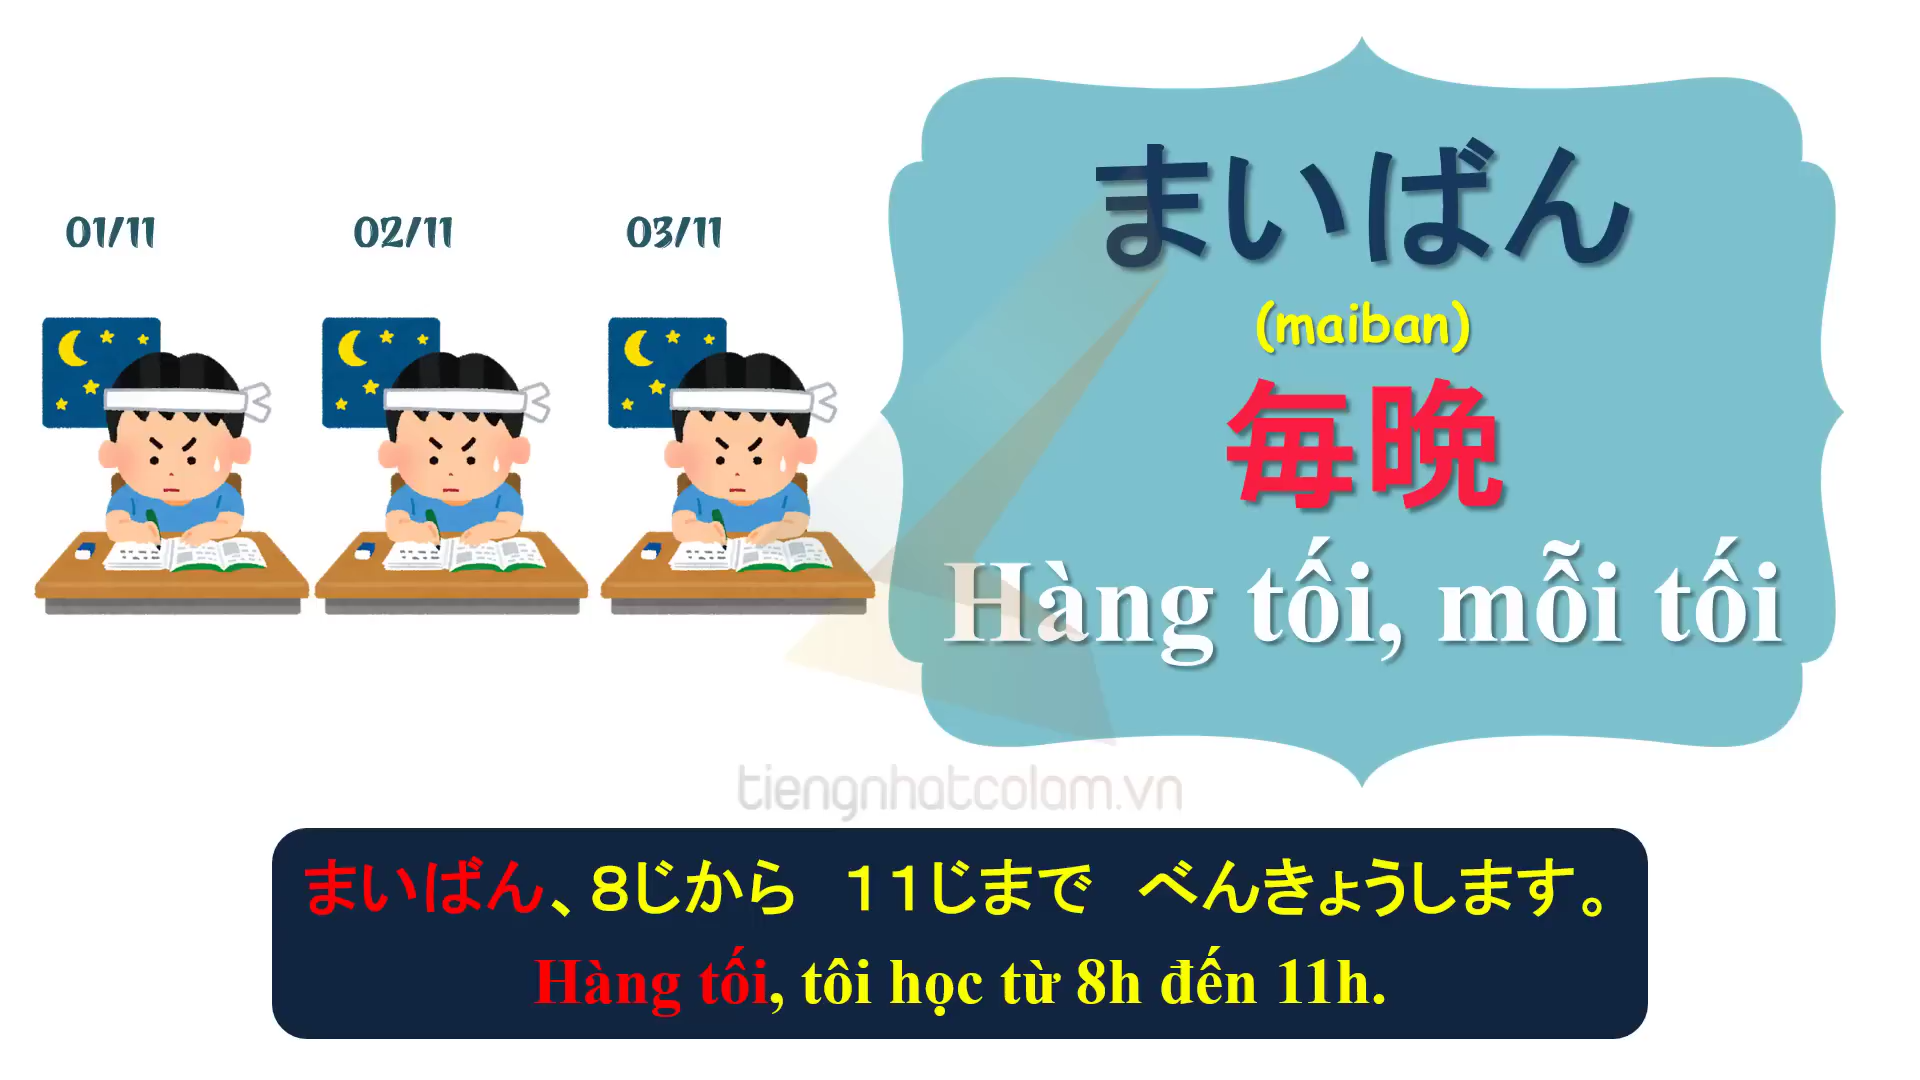 01/11
02/11
03/11
まいばん
(maiban)
毎晩
Hàng tối, mỗi tối
tiengnhatcolam.vn
まいばん、８じから　１１じまで　べんきょうします。
Hàng tối, tôi học từ 8h đến 11h.